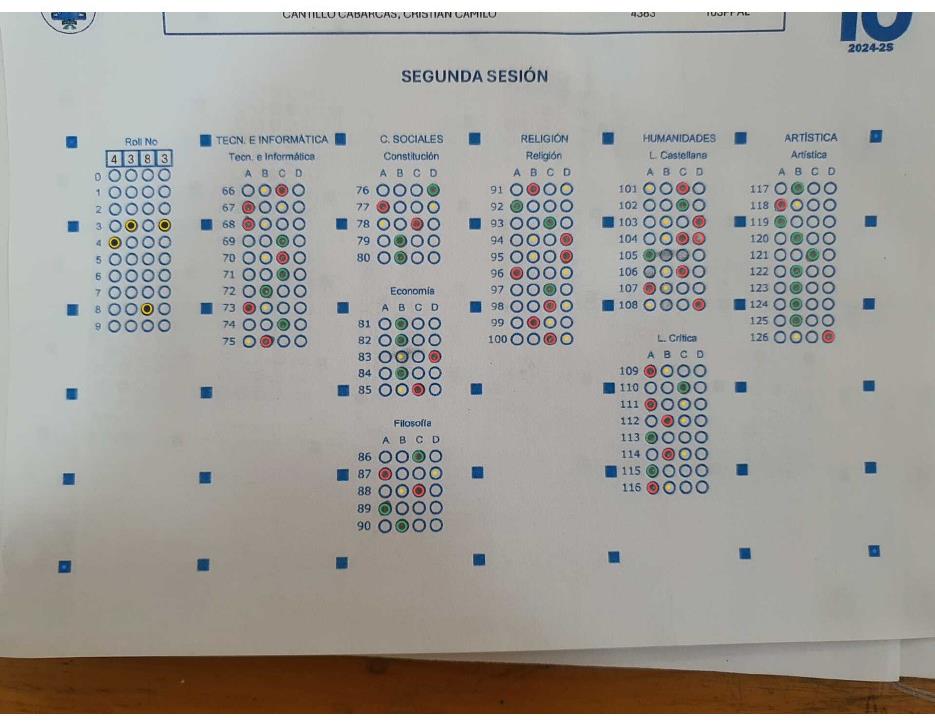 CANTILLO CABARCAS, CRISTIAN CAMILO 4383
10
2024-2S
SEGUNDA SESIÓN
Roll No
4 3 8 3
0
1
2
3
4
5
6
7
8
9
TECN. E INFORMÁTICA
Tecn. e Informática
A B C D
66
67
68
69
70
71
72
73
74
75
C. SOCIALES
Constitución
A B C D
76
77
78
79
80
Economía
A B C D
81
82
83
84
85
Filosofía
A B C D
86
87
88
89
90
RELIGIÓN
Religión
A B C D
91
92
93
94
95
96
97
98
99
100
HUMANIDADES
L. Castellana
A B C D
101
102
103
104
105
106
107
108
L. Crítica
A B C D
109
110
111
112
113
114
115
116
ARTÍSTICA
Artística
A B C D
117
118
119
120
121
122
123
124
125
126